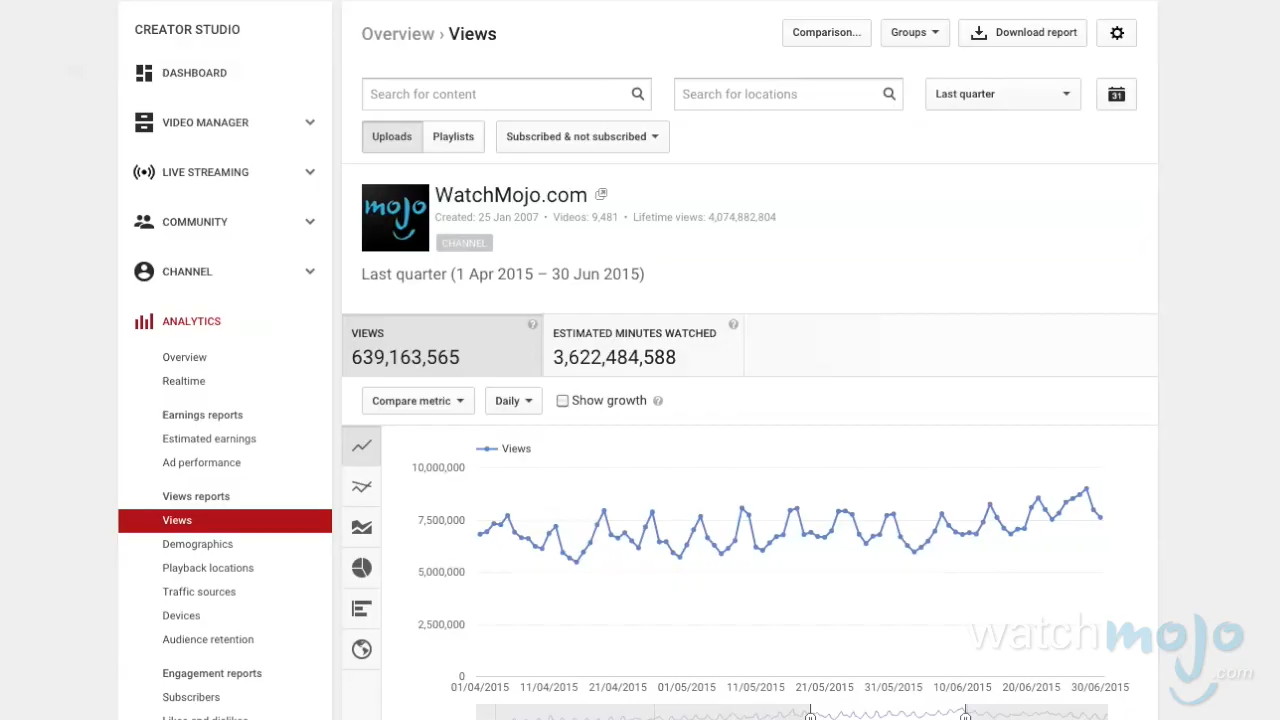 CREATOR STUDIO
DASHBOARD
VIDEO MANAGER
LIVE STREAMING
COMMUNITY
CHANNEL
ANALYTICS
Overview
Realtime
Earnings reports
Estimated earnings
Ad performance
Views reports
Views
Demographics
Playback locations
Traffic sources
Devices
Audience retention
Engagement reports
Subscribers
Likes and dislikes
Overview › Views
Comparison...
Groups
Download report
Search for content
Search for locations
Last quarter
31
Uploads
Playlists
Subscribed & not subscribed
mojo
WatchMojo.com
Created: 25 Jan 2007 • Videos: 9,481 • Lifetime views: 4,074,882,804
CHANNEL
Last quarter (1 Apr 2015 – 30 Jun 2015)
VIEWS ?
639,163,565
ESTIMATED MINUTES WATCHED ?
3,622,484,588
Compare metric
Daily
Show growth ?
Views
10,000,000
7,500,000
5,000,000
2,500,000
0
01/04/2015 11/04/2015 21/04/2015 01/05/2015 11/05/2015 21/05/2015 31/05/2015 10/06/2015 20/06/2015 30/06/2015
watchmojo
.com